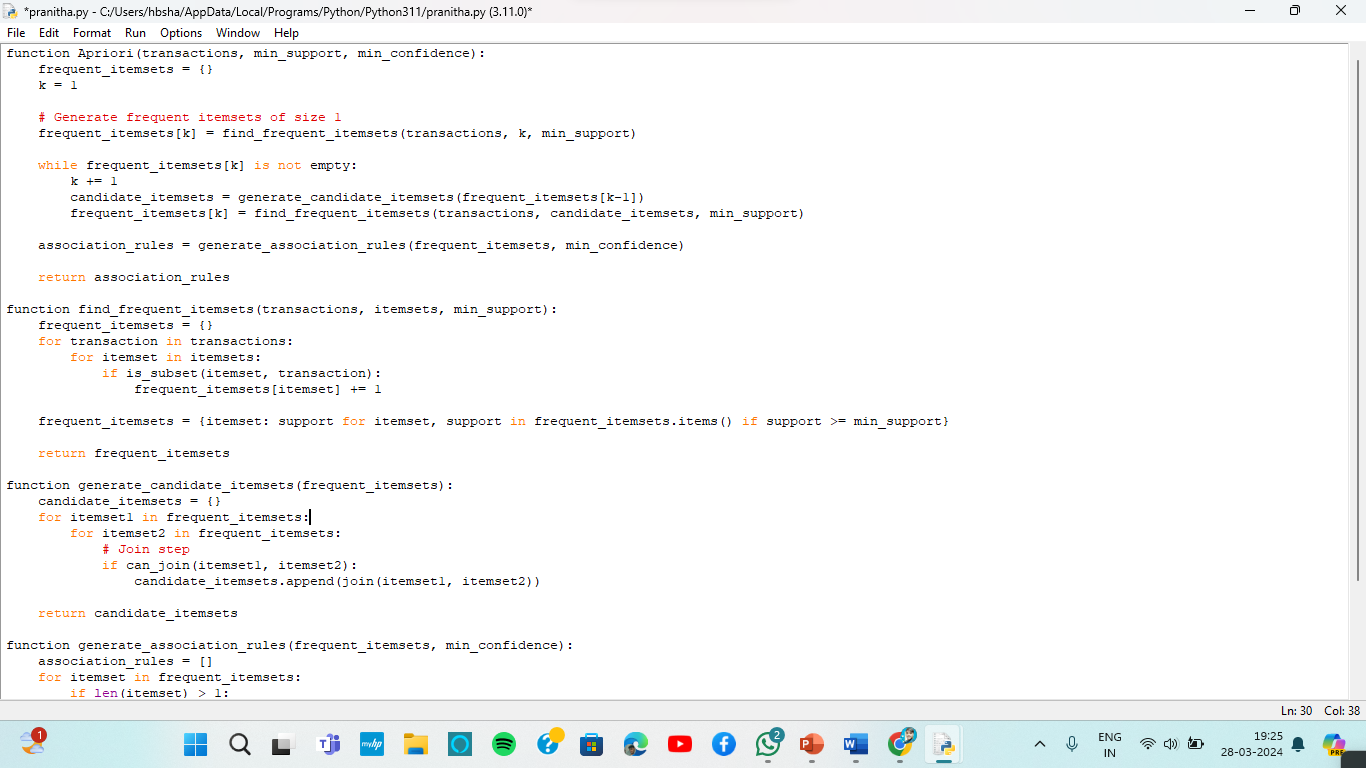 *pranitha.py - C:/Users/hbsha/AppData/Local/Programs/Python/Python311/pranitha.py (3.11.0)*
File Edit Format Run Options Window Help
function Apriori(transactions, min_support, min_confidence):
    frequent_itemsets = {}
    k = 1

    # Generate frequent itemsets of size 1
    frequent_itemsets[k] = find_frequent_itemsets(transactions, k, min_support)

    while frequent_itemsets[k] is not empty:
        k += 1
        candidate_itemsets = generate_candidate_itemsets(frequent_itemsets[k-1])
        frequent_itemsets[k] = find_frequent_itemsets(transactions, candidate_itemsets, min_support)

    association_rules = generate_association_rules(frequent_itemsets, min_confidence)

    return association_rules

function find_frequent_itemsets(transactions, itemsets, min_support):
    frequent_itemsets = {}
    for transaction in transactions:
        for itemset in itemsets:
            if is_subset(itemset, transaction):
                frequent_itemsets[itemset] += 1

    frequent_itemsets = {itemset: support for itemset, support in frequent_itemsets.items() if support >= min_support}

    return frequent_itemsets

function generate_candidate_itemsets(frequent_itemsets):
    candidate_itemsets = {}
    for itemset1 in frequent_itemsets:
        for itemset2 in frequent_itemsets:
            # Join step
            if can_join(itemset1, itemset2):
                candidate_itemsets.append(join(itemset1, itemset2))

    return candidate_itemsets

function generate_association_rules(frequent_itemsets, min_confidence):
    association_rules = []
    for itemset in frequent_itemsets:
        if len(itemset) > 1:
Ln: 30 Col: 38
1
myhp
2
ENG
IN
19:25
28-03-2024
PRE